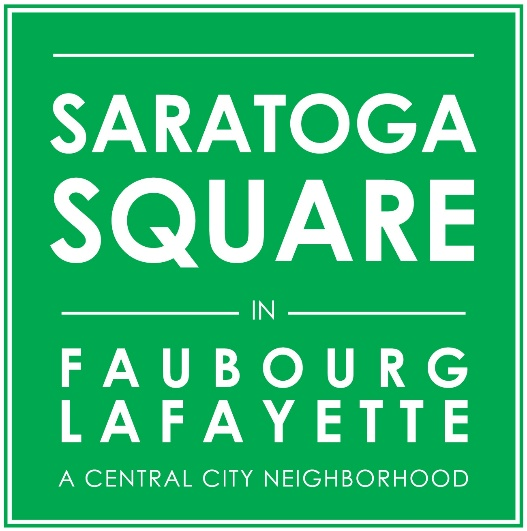 SARATOGA
SQUARE
IN
FAUBOURG
LAFAYETTE
A CENTRAL CITY NEIGHBORHOOD